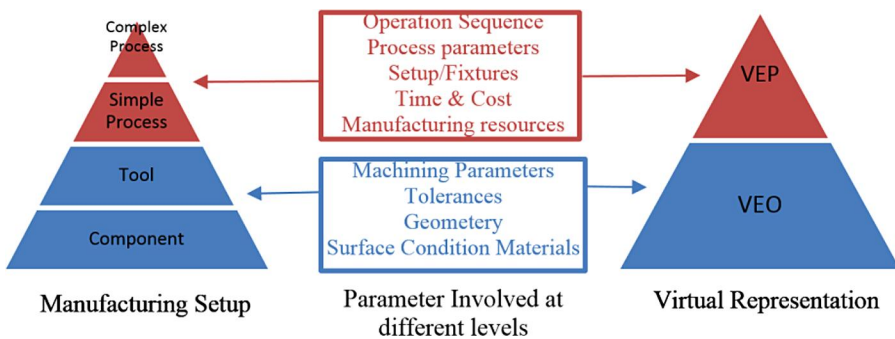 Complex
Process
Simple
Process
Tool
Component
Manufacturing Setup
Operation Sequence
Process parameters
Setup/Fixtures
Time & Cost
Manufacturing resources
Machining Parameters
Tolerances
Geometery
Surface Condition Materials
Parameter Involved at
different levels
VEP
VEO
Virtual Representation